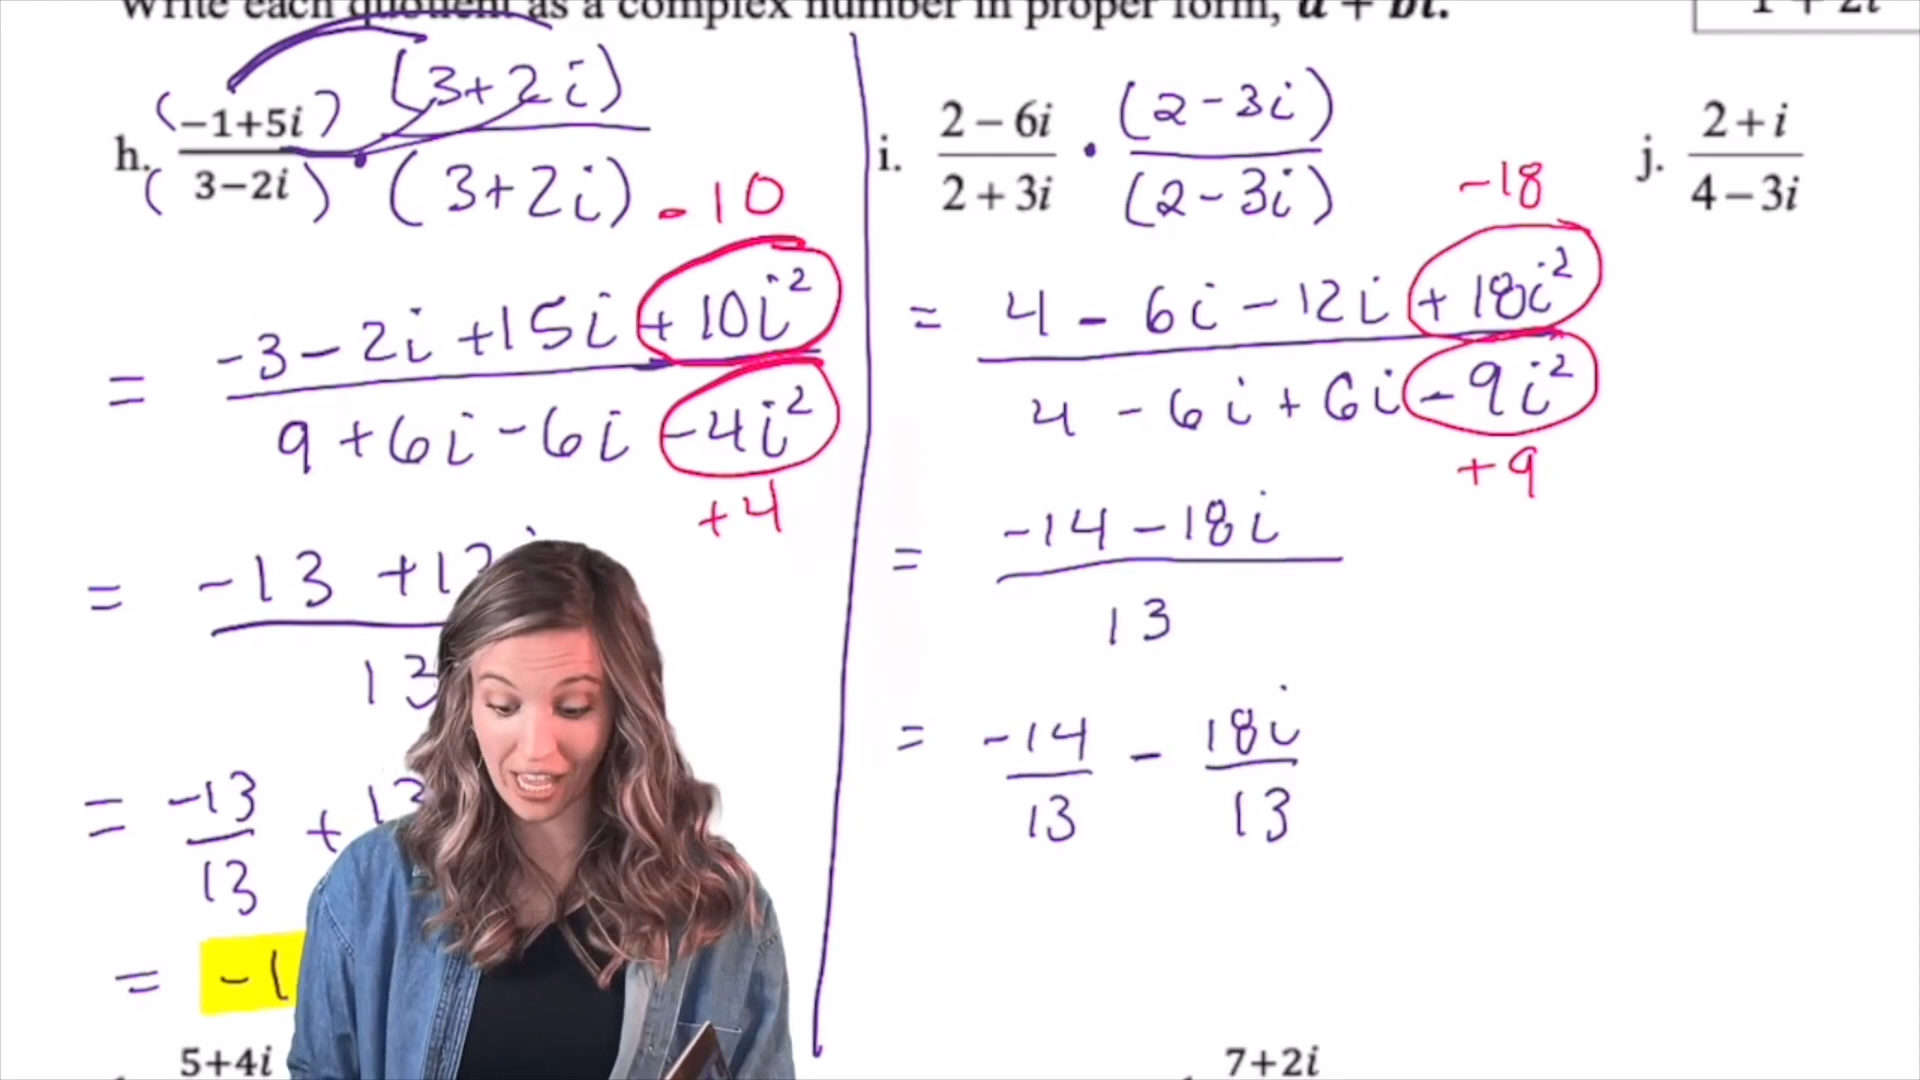 Write each quotient as a complex number in proper form, a + bi.
1 + 2i
h. (-1+5i) (3+2i)
(3-2i) · (3+2i)
-10
= -3 - 2i + 15i + 10i²
9 + 6i - 6i - 4i²
+4
= -13 + 13
13
= -13 + 13
13
= -1
5+4i
i. 2 - 6i · (2 - 3i)
2 + 3i (2 - 3i)
-18
= 4 - 6i - 12i + 18i²
4 - 6i + 6i - 9i²
+9
= -14 - 18i
13
= -14 - 18i
13 13
7+2i
j. 2 + i
4 - 3i